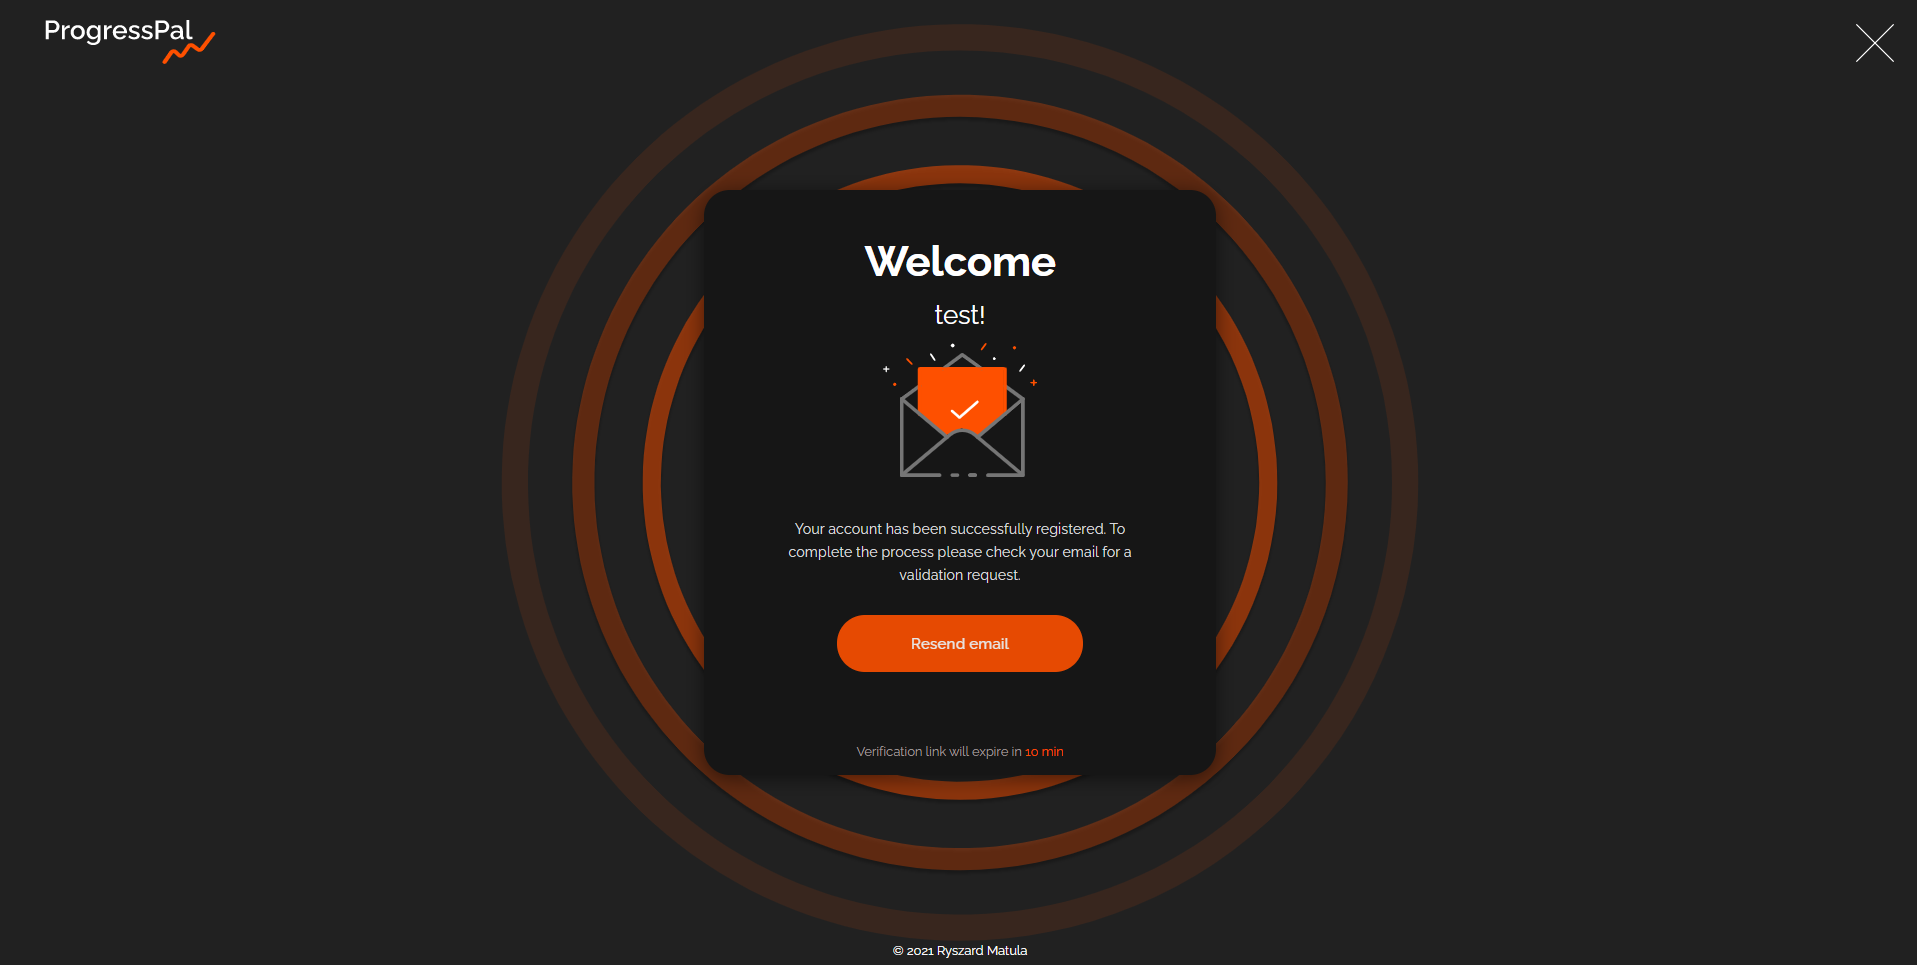 ProgressPal
Welcome
test!
Your account has been successfully registered. To
complete the process please check your email for a
validation request.
Resend email
Verification link will expire in 10 min
© 2021 Ryszard Matula